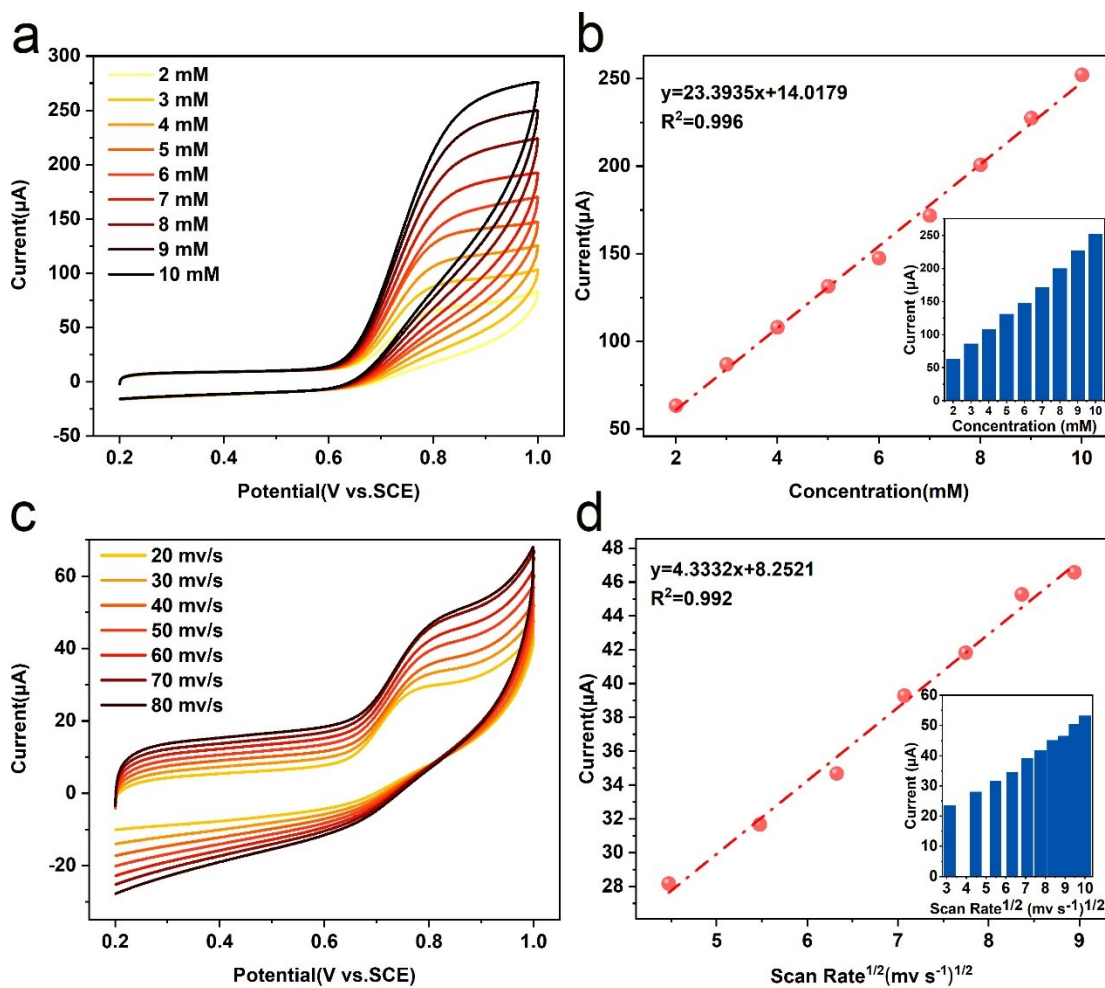 a
300
250
200
150
100
50
0
-50
Current(μA)
2 mM
3 mM
4 mM
5 mM
6 mM
7 mM
8 mM
9 mM
10 mM
0.2 0.4 0.6 0.8 1.0
Potential(V vs.SCE)
b
y=23.3935x+14.0179
R²=0.996
250
200
150
100
50
Current(μA)
2 4 6 8 10
Concentration(mM)
250
200
150
100
50
0
Current (μA)
2 3 4 5 6 7 8 9 10
Concentration (mM)
c
60
40
20
0
-20
Current(μA)
20 mv/s
30 mv/s
40 mv/s
50 mv/s
60 mv/s
70 mv/s
80 mv/s
0.2 0.4 0.6 0.8 1.0
Potential(V vs.SCE)
d
y=4.3332x+8.2521
R²=0.992
48
46
44
42
40
38
36
34
32
30
28
Current(μA)
5 6 7 8 9
Scan Rate¹ᐟ²(mv s⁻¹)¹ᐟ²
60
50
40
30
20
10
0
Current (μA)
3 4 5 6 7 8 9 10
Scan Rate¹ᐟ² (mv s⁻¹)¹ᐟ²